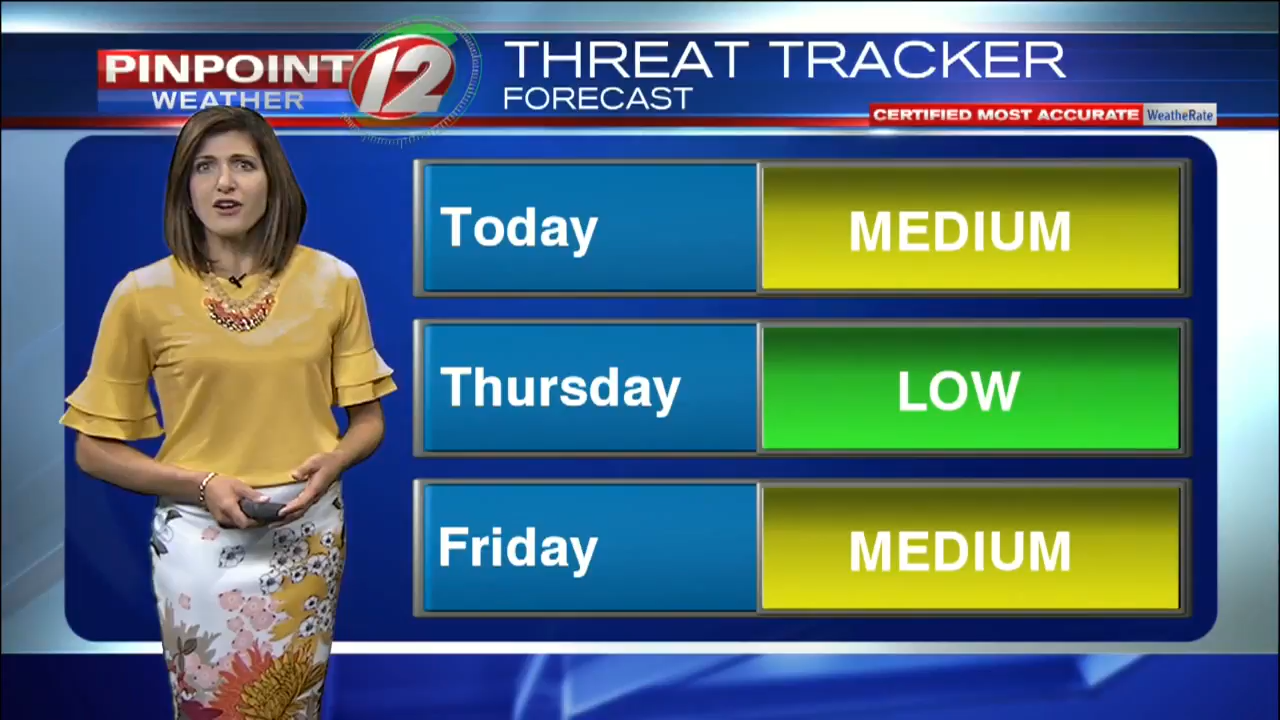 PINPOINT 12
WEATHER
THREAT TRACKER
FORECAST
CERTIFIED MOST ACCURATE WeatheRate
Today MEDIUM
Thursday LOW
Friday MEDIUM